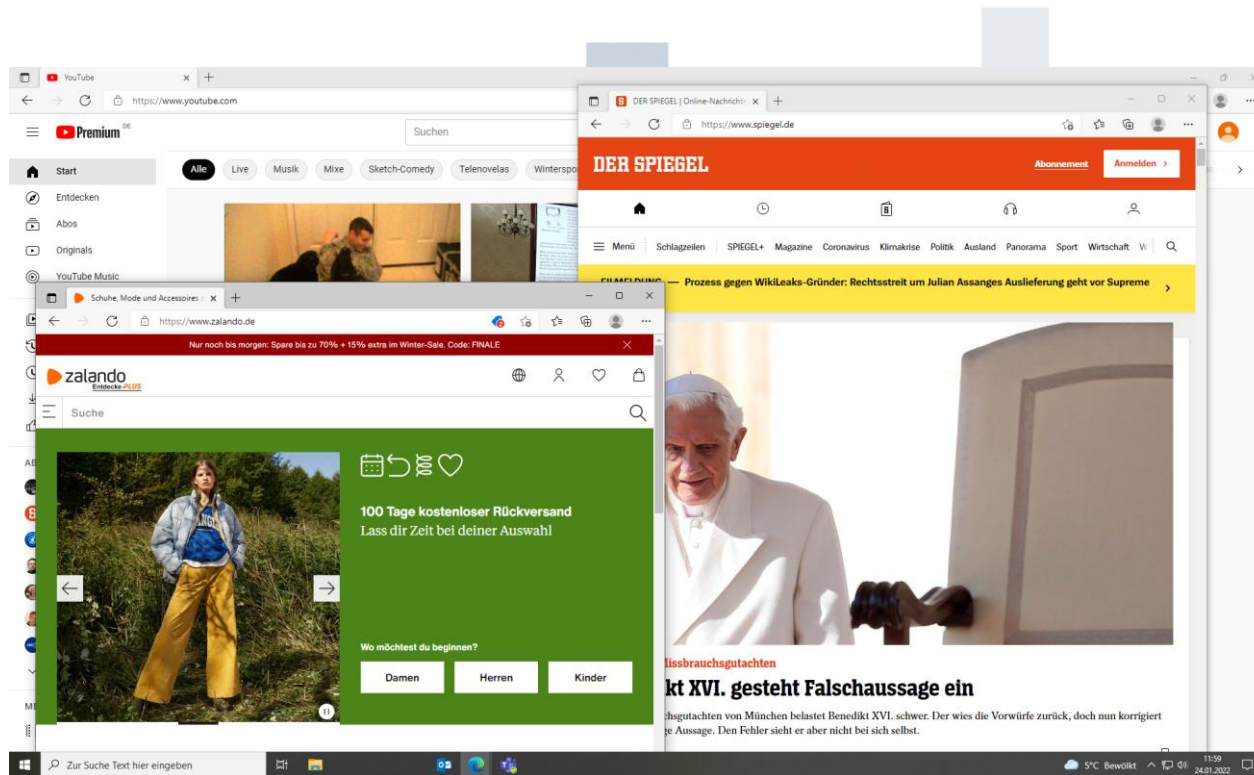 YouTube
https://www.youtube.com
Premium DE
Suchen
Alle Live Musik Mixe Sketch-Comedy Telenovelas Winterspo
Start
Entdecken
Abos
Originals
YouTube Music
DER SPIEGEL | Online-Nachrichte
https://www.spiegel.de
DER SPIEGEL
Abonnement
Anmelden
Menü Schlagzeilen SPIEGEL+ Magazine Coronavirus Klimakrise Politik Ausland Panorama Sport Wirtschaft
— Prozess gegen WikiLeaks-Gründer: Rechtsstreit um Julian Assanges Auslieferung geht vor Supreme
Missbrauchsgutachten
kt XVI. gesteht Falschaussage ein
chsgutachten von München belastet Benedikt XVI. schwer. Der wies die Vorwürfe zurück, doch nun korrigiert
ge Aussage. Den Fehler sieht er aber nicht bei sich selbst.
Schuhe, Mode und Accessoires
https://www.zalando.de
Nur noch bis morgen: Spare bis zu 70% + 15% extra im Winter-Sale. Code: FINALE
zalando
Entdecke PLUS
Suche
100 Tage kostenloser Rückversand
Lass dir Zeit bei deiner Auswahl
Wo möchtest du beginnen?
Damen Herren Kinder
Zur Suche Text hier eingeben
5°C Bewölkt
11:59
24.01.2022